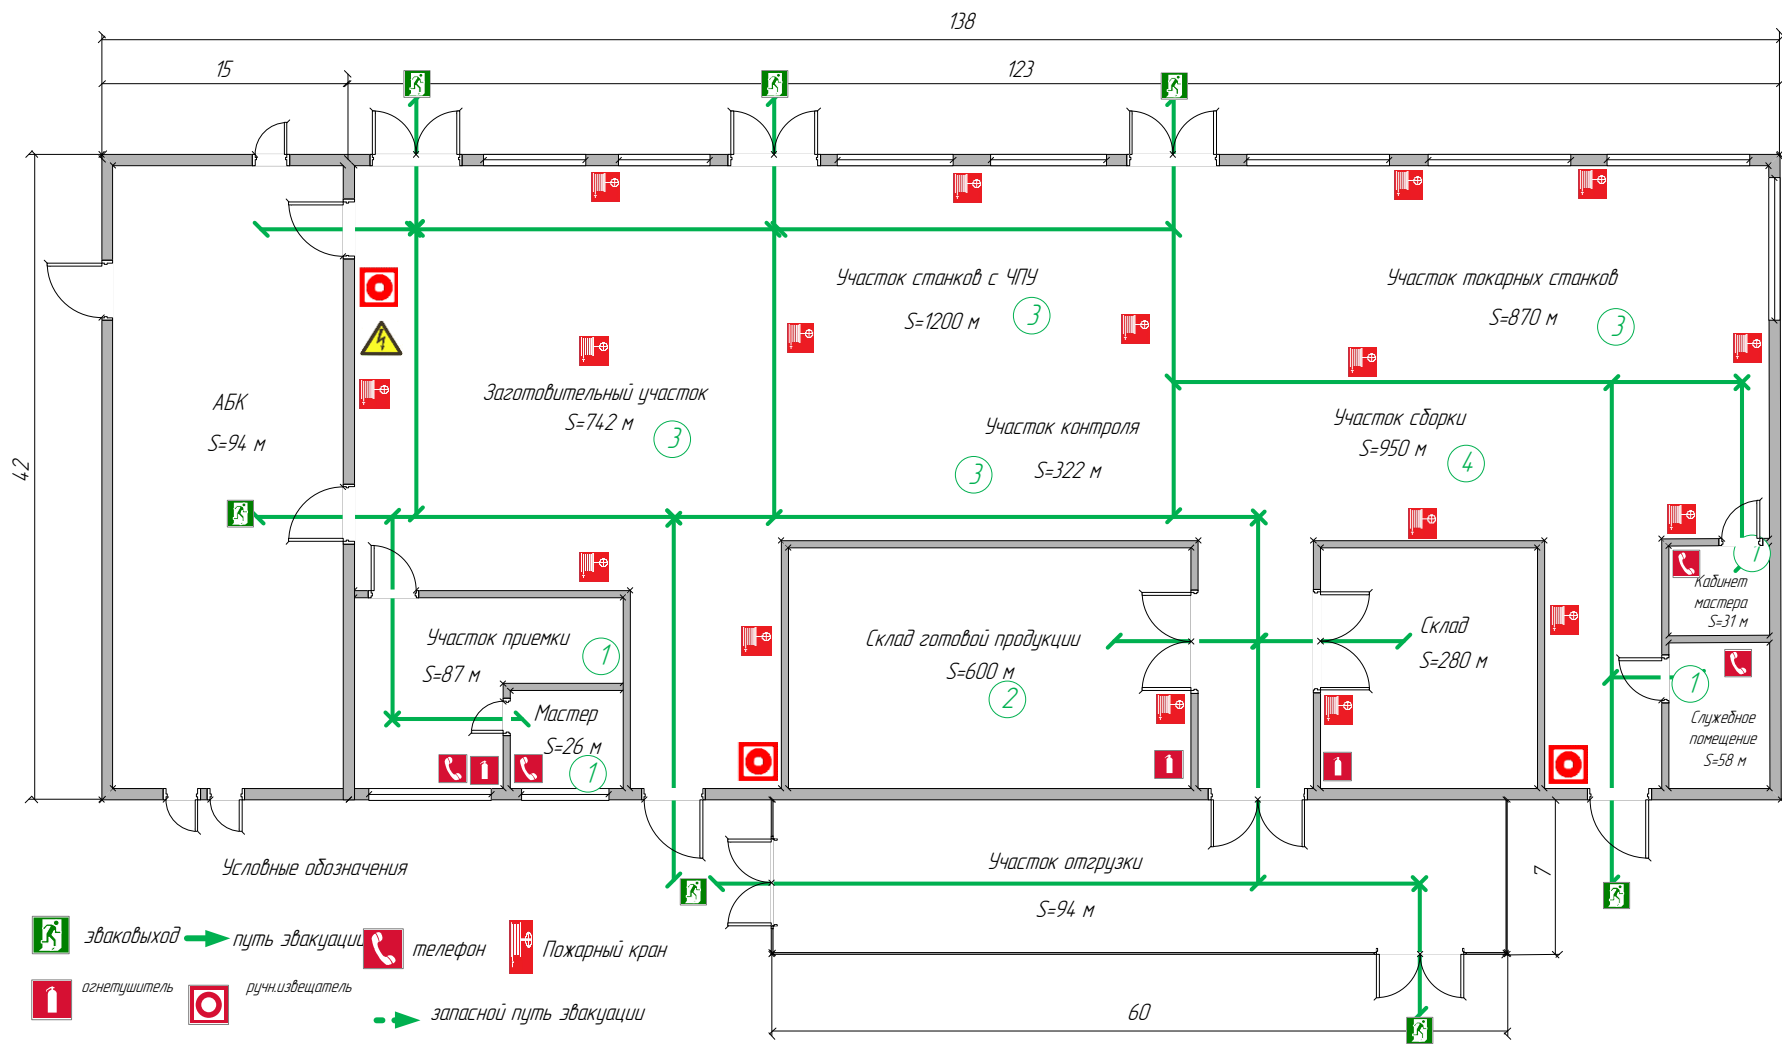 138
15
123
42
Участок станков с ЧПУ
S=1200 м
3
Участок токарных станков
S=870 м
3
АБК
S=94 м
Заготовительный участок
S=742 м
3
Участок контроля
S=322 м
3
Участок сборки
S=950 м
4
Участок приемки
S=87 м
1
Мастер
S=26 м
1
Склад готовой продукции
S=600 м
2
Склад
S=280 м
1
Кабинет
мастера
S=31 м
1
Служебное
помещение
S=58 м
Участок отгрузки
S=94 м
7
60
Условные обозначения
эваковыход
путь эвакуации
телефон
Пожарный кран
огнетушитель
ручн.извещатель
запасной путь эвакуации